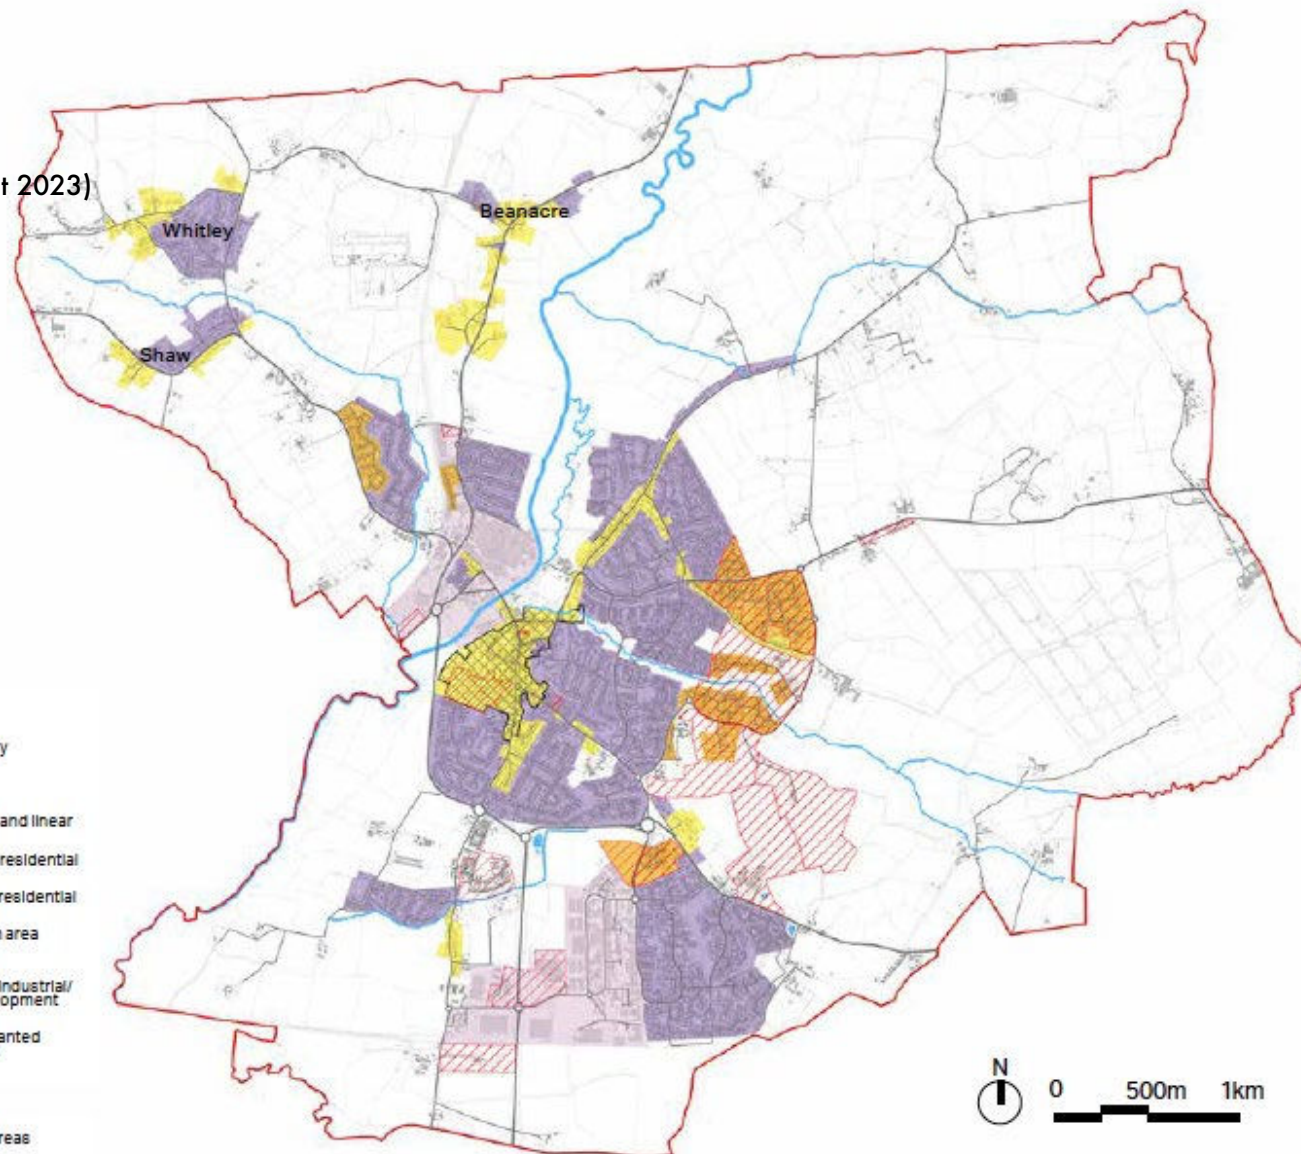 t 2023)
Whitley
Beanacre
Shaw
y
and linear
residential
residential
area
industrial/
opment
anted
reas
N
0 500m 1km